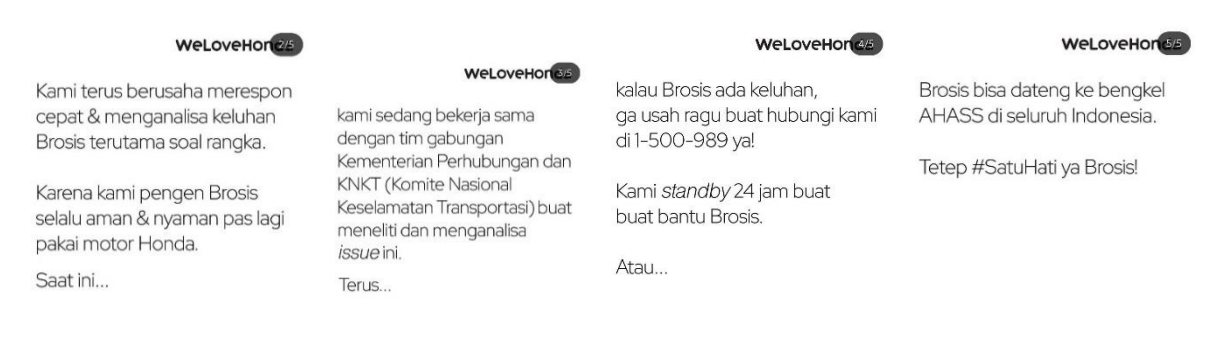 WeLoveHonda 2/5
Kami terus berusaha merespon
cepat & menganalisa keluhan
Brosis terutama soal rangka.
Karena kami pengen Brosis
selalu aman & nyaman pas lagi
pakai motor Honda.
Saat ini...
WeLoveHonda 3/5
kami sedang bekerja sama
dengan tim gabungan
Kementerian Perhubungan dan
KNKT (Komite Nasional
Keselamatan Transportasi) buat
meneliti dan menganalisa
issue ini.
Terus...
WeLoveHonda 4/5
kalau Brosis ada keluhan,
ga usah ragu buat hubungi kami
di 1-500-989 ya!
Kami standby 24 jam buat
buat bantu Brosis.
Atau...
WeLoveHonda 5/5
Brosis bisa dateng ke bengkel
AHASS di seluruh Indonesia.
Tetep #SatuHati ya Brosis!